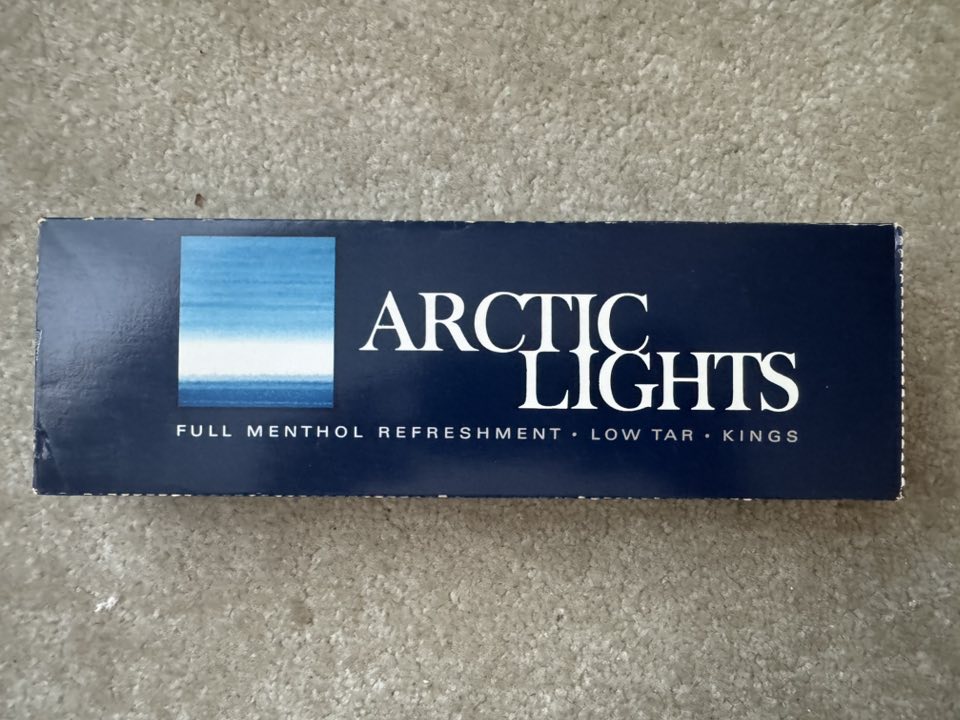 ARCTIC
LIGHTS
FULL MENTHOL REFRESHMENT • LOW TAR • KINGS